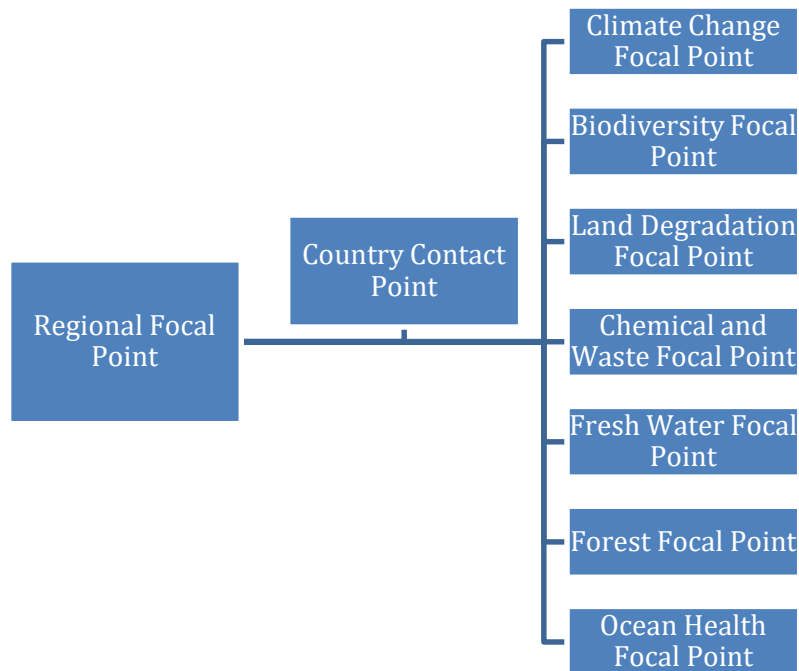 Regional Focal
Point
Country Contact
Point
Climate Change
Focal Point
Biodiversity Focal
Point
Land Degradation
Focal Point
Chemical and
Waste Focal Point
Fresh Water Focal
Point
Forest Focal Point
Ocean Health
Focal Point